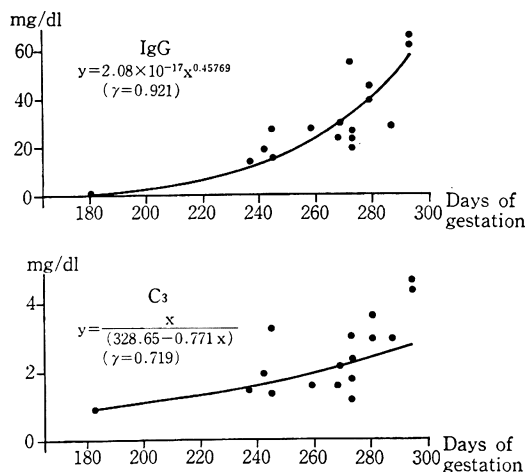 mg/dl
IgG
y=2.08×10⁻¹⁷x⁰·⁴⁵⁷⁶⁹
(γ=0.921)
60
40
20
0
180 200 220 240 260 280 300 Days of
gestation
mg/dl
C₃
y=x/(328.65-0.771x)
(γ=0.719)
4
2
0
180 200 220 240 260 280 300 Days of
gestation